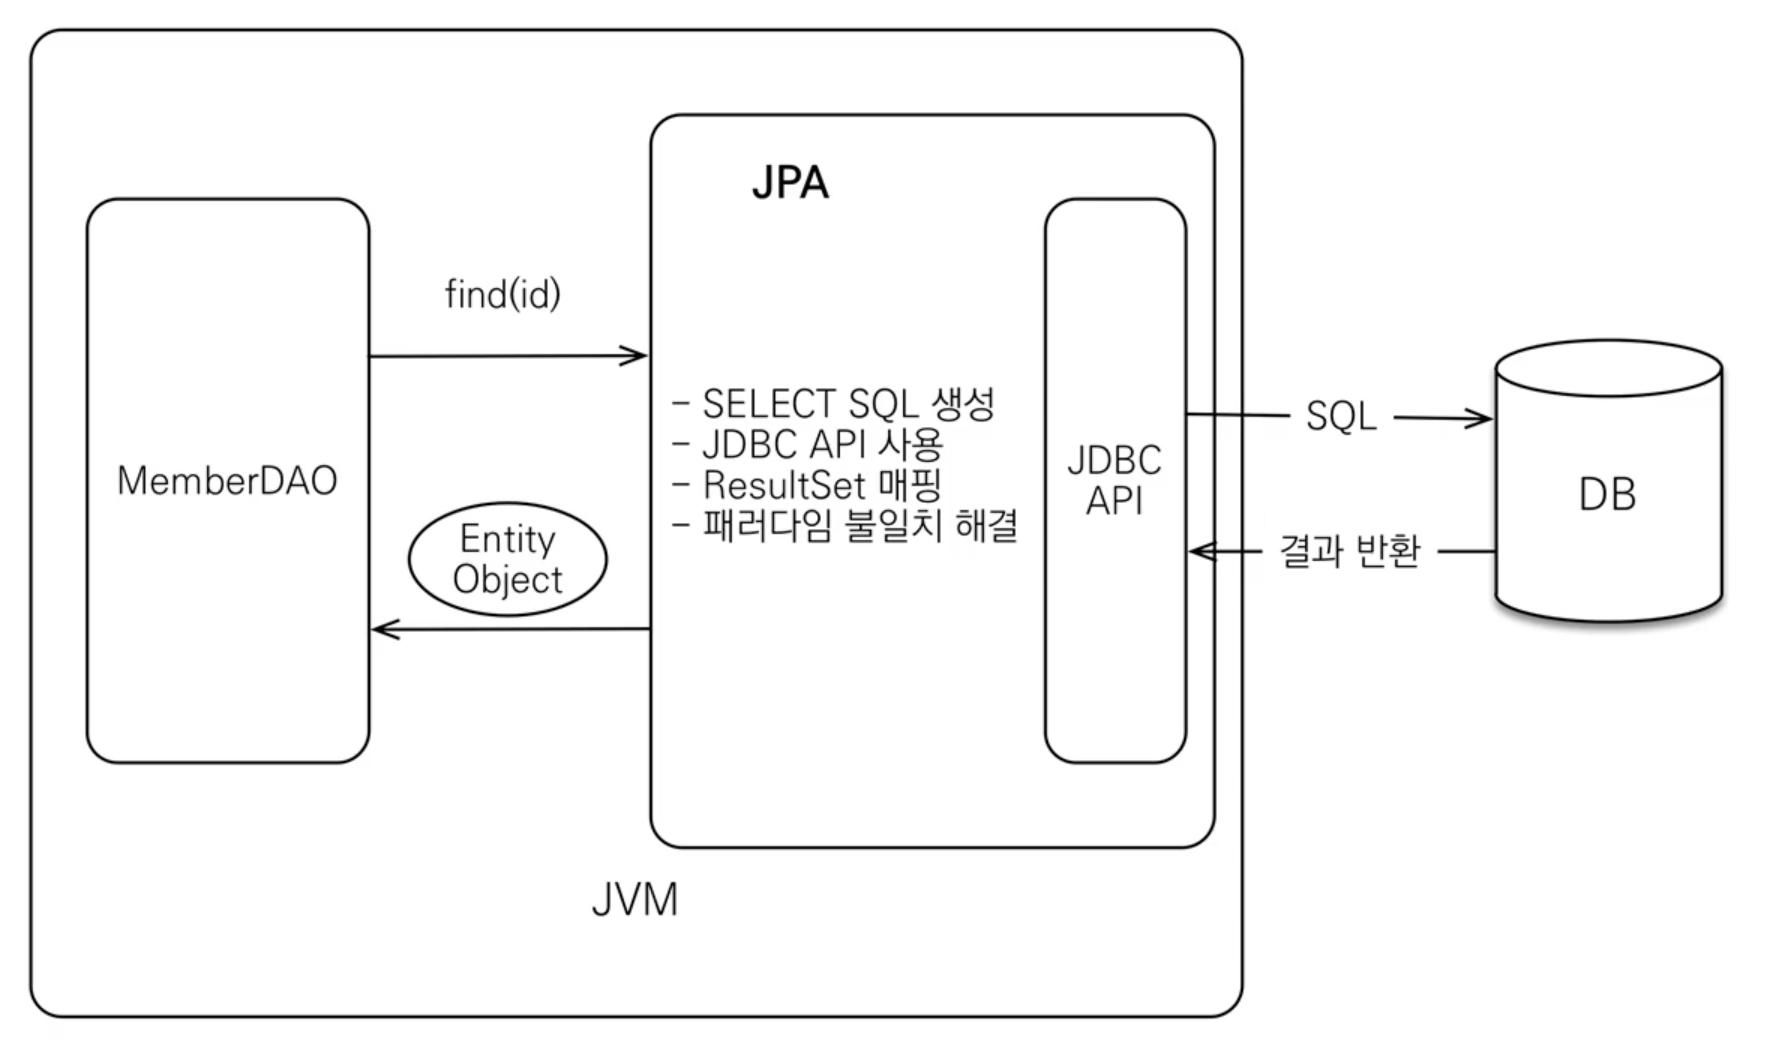 JPA
find(id)
MemberDAO
Entity
Object
- SELECT SQL 생성
- JDBC API 사용
- ResultSet 매핑
- 패러다임 불일치 해결
JDBC
API
SQL
결과 반환
DB
JVM